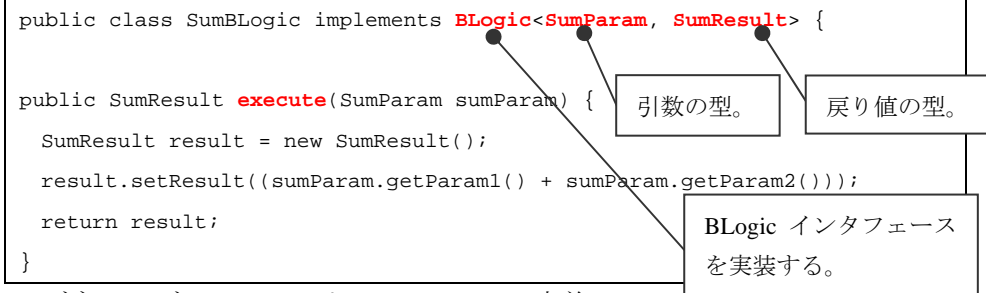 public class SumBLogic implements BLogic<SumParam, SumResult> {
public SumResult execute(SumParam sumParam) {
引数の型。
戻り値の型。
SumResult result = new SumResult();
result.setResult((sumParam.getParam1() + sumParam.getParam2()));
return result;
}
BLogic インタフェース
を実装する。